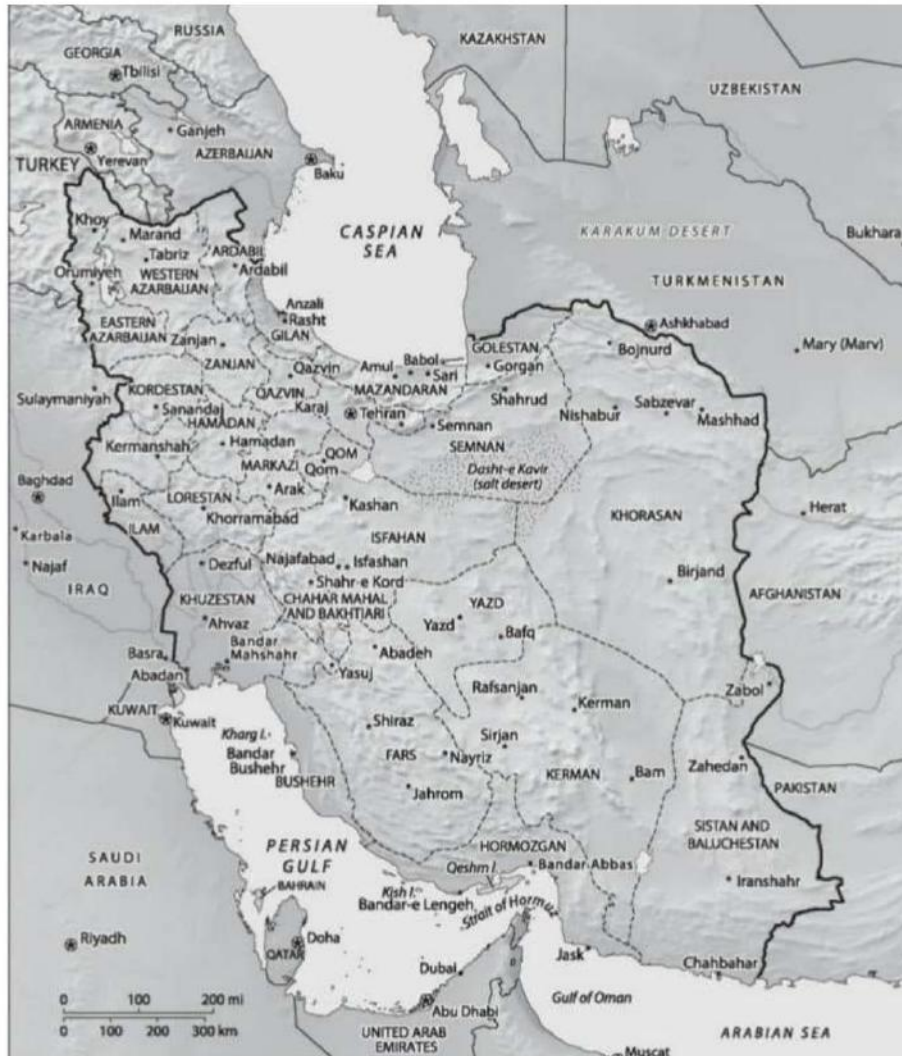 RUSSIA
KAZAKHSTAN
GEORGIA
Tbilisi
UZBEKISTAN
ARMENIA
Ganjeh
AZERBAIJAN
TURKEY
Yerevan
Baku
Khoy
Marand
CASPIAN
SEA
KARAKUM DESERT
Bukhara
ARDABIL
Tabriz
Ardabil
Orumiyeh
WESTERN
AZARBAIJAN
TURKMENISTAN
Anzali
Rasht
EASTERN
AZARBAIJAN
GILAN
Zanjan
ZANJAN
Ashkhabad
GOLESTAN
Bojnurd
Mary (Marv)
Qazvin
Amul
Babol
Sari
Gorgan
MAZANDARAN
KORDESTAN
QAZVIN
Sulaymaniyah
Sanandaj
Karaj
Tehran
Shahrud
Nishabur
Sabzevar
Mashhad
HAMADAN
Semnan
Kermanshah
Hamadan
QOM
SEMNAN
MARKAZI
Qom
Dasht-e Kavir
(salt desert)
Baghdad
Ilam
LORESTAN
Arak
Kashan
Herat
Khorramabad
KHORASAN
Karbala
ILAM
ISFAHAN
Najaf
Dezful
Najafabad
Isfashan
IRAQ
Shahr-e Kord
Birjand
AFGHANISTAN
KHUZESTAN
CHAHAR MAHAL
AND BAKHTIARI
YAZD
Ahvaz
Yazd
Bafq
Bandar
Mahshahr
Basra
Abadeh
Abadan
Yasuj
Rafsanjan
Zabol
KUWAIT
Kuwait
Kerman
Kharg I.
Shiraz
Bandar
Bushehr
Sirjan
FARS
Nayriz
BUSHEHR
KERMAN
Bam
Zahedan
PAKISTAN
Jahrom
SISTAN AND
BALUCHESTAN
PERSIAN
GULF
HORMOZGAN
SAUDI
ARABIA
Qeshm I.
Bandar Abbas
BAHRAIN
Kish I.
Iranshahr
Bandar-e Lengeh
Strait of Hormuz
Riyadh
Doha
QATAR
Jask
Dubai
Chahbahar
0 100 200 mi
0 100 200 300 km
Abu Dhabi
Gulf of Oman
UNITED ARAB
EMIRATES
ARABIAN SEA
Muscat